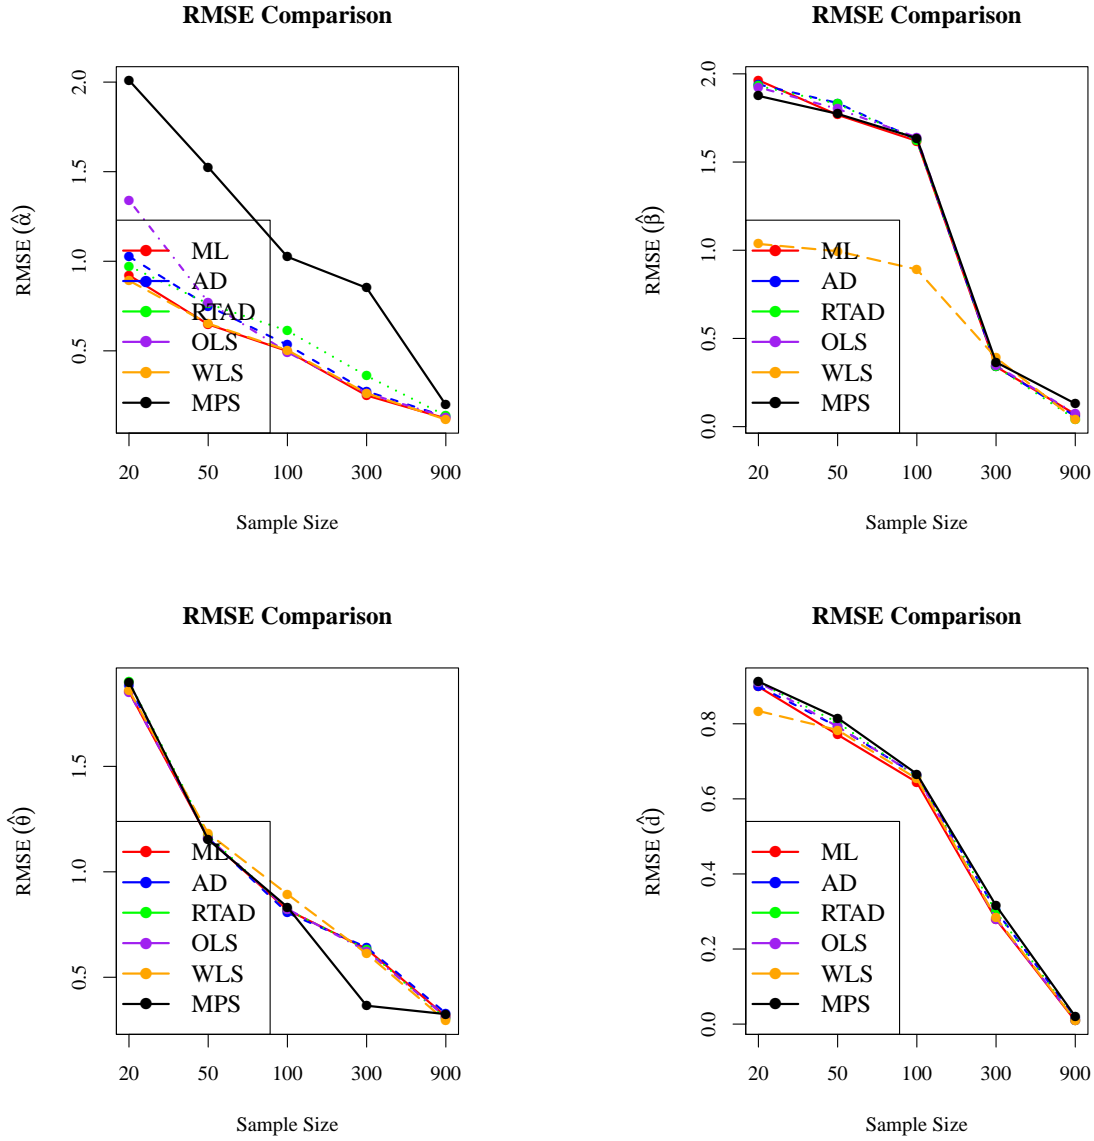 RMSE Comparison
RMSE (α̂)
2.0
1.5
1.0
0.5
ML
AD
RTAD
OLS
WLS
MPS
20 50 100 300 900
Sample Size
RMSE Comparison
RMSE (β̂)
2.0
1.5
1.0
0.5
0.0
ML
AD
RTAD
OLS
WLS
MPS
20 50 100 300 900
Sample Size
RMSE Comparison
RMSE (θ̂)
1.5
1.0
0.5
ML
AD
RTAD
OLS
WLS
MPS
20 50 100 300 900
Sample Size
RMSE Comparison
RMSE (d̂)
0.8
0.6
0.4
0.2
0.0
ML
AD
RTAD
OLS
WLS
MPS
20 50 100 300 900
Sample Size